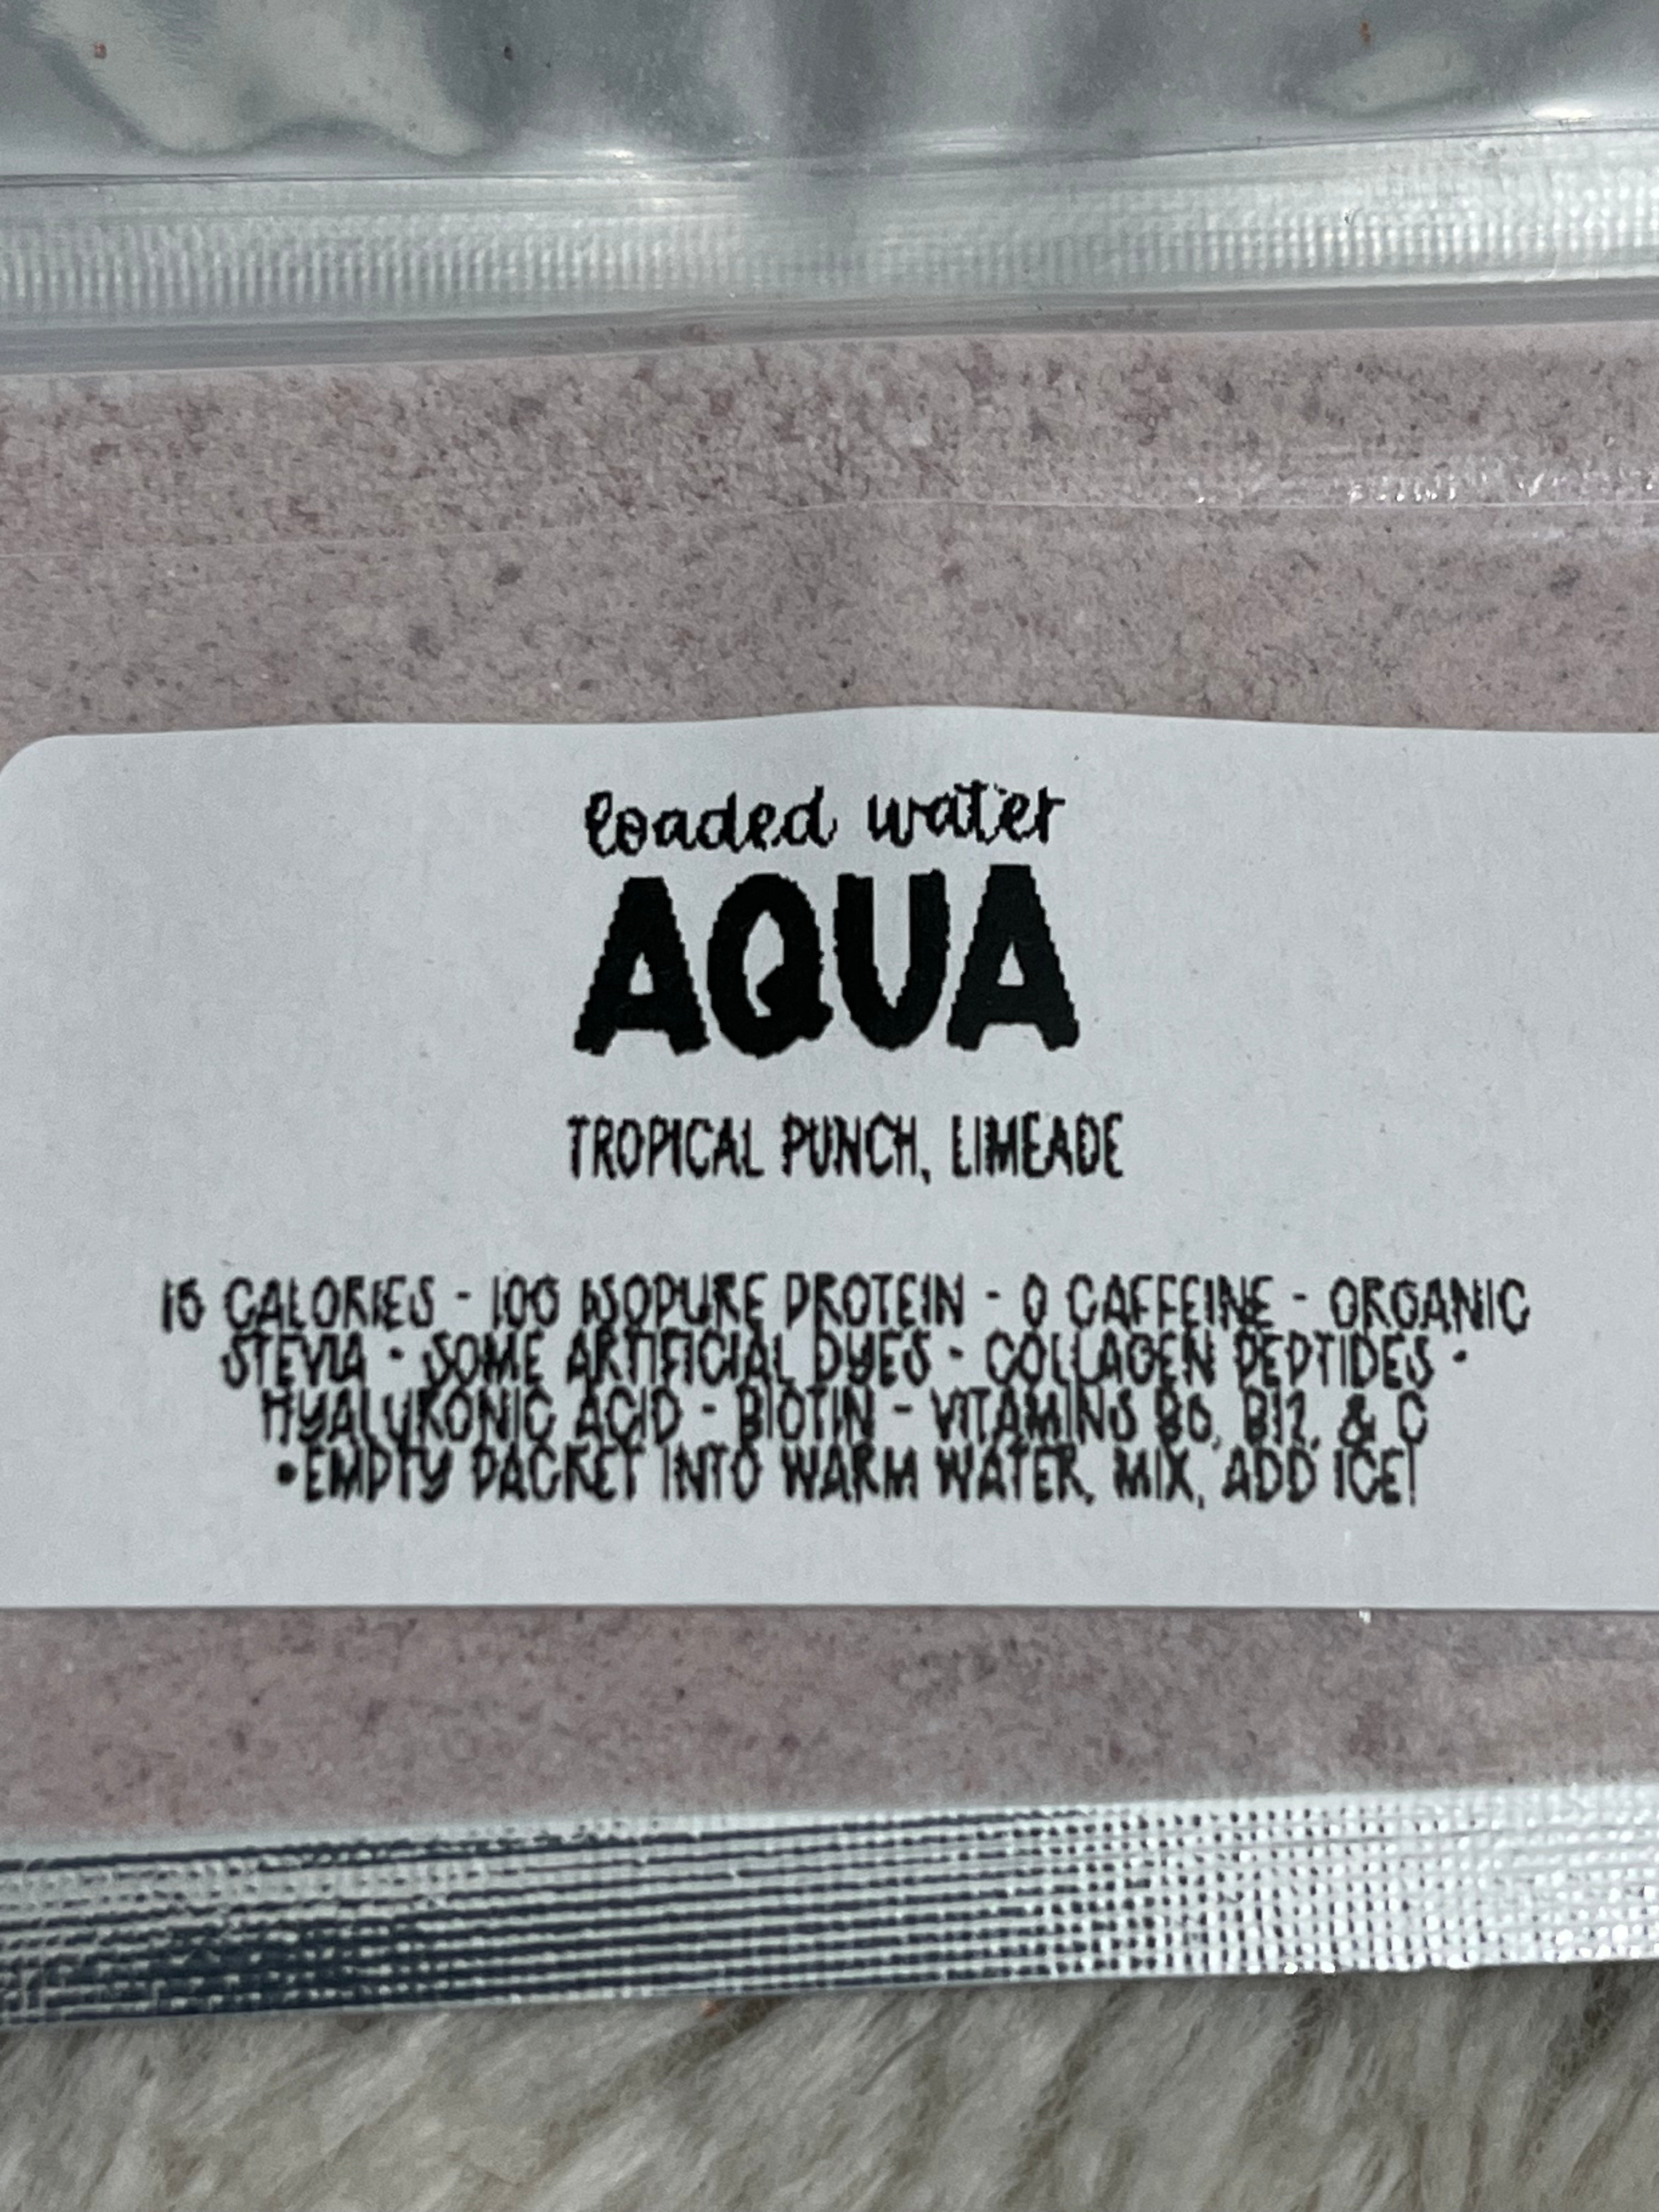 loaded water
AQUA
TROPICAL PUNCH, LIMEADE
15 CALORIES - 10G ISOPURE PROTEIN - 0 CAFFEINE - ORGANIC
STEVIA - SOME ARTIFICIAL DYES - COLLAGEN PEPTIDES -
HYALURONIC ACID - BIOTIN - VITAMINS B6, B12, & C
•EMPTY PACKET INTO WARM WATER, MIX, ADD ICE!